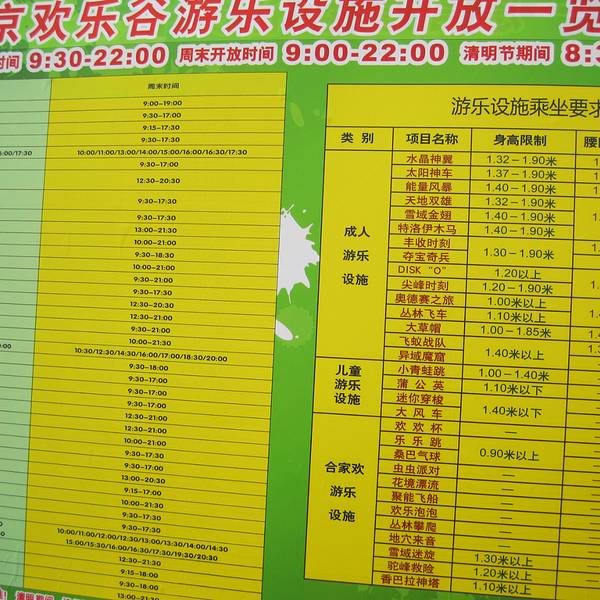 京欢乐谷游乐设施开放一览
时间 9:30-22:00 周末开放时间 9:00-22:00 清明节期间 8:3
周末时间
9:00-19:00
9:30-17:00
9:15-17:30
9:30-17:30
10:00/11:00/13:00/14:00/15:00/16:00/16:30/17:30
9:30-17:00
12:30-20:30
9:30-17:30
9:30-17:30
13:00-21:30
10:00-21:00
9:30-18:30
10:00-21:00
9:30-21:00
9:30-17:30
12:30-20:30
12:30-21:00
9:30-21:00
10:00-21:30
10:30/12:30/14:30/16:00/17:00/18:30/20:00
9:30-18:00
9:30-17:00
9:30-17:00
9:30-17:00
12:30-21:00
12:30-21:00
10:00-21:00
9:30-21:00
9:30-17:00
13:00-20:30
9:15-17:00
10:00-21:00
9:30-21:00
9:30-17:30
10:00/11:00/12:00/12:30/13:00/13:30/14:00/14:30
15:00/15:30/16:00/16:30/17:30/19:30/20:30
12:30-21:30
9:15-18:00
9:30-18:00
13:00-21:30
游乐设施乘坐要求
类 别 项目名称 身高限制
成人
游乐
设施
水晶神翼 1.32－1.90米
太阳神车 1.37－1.90米
能量风暴 1.40－1.90米
天地双雄 1.32－1.90米
雪域金翅 1.40－1.90米
特洛伊木马 1.40－1.90米
丰收时刻
夺宝奇兵 1.30－1.90米
DISK “O” 1.20以上
尖峰时刻 1.20－1.90米
奥德赛之旅 1.00米以上
丛林飞车 1.10米以上
大草帽 1.00－1.85米
飞蚁战队
异域魔窟 1.40米以上
儿童
游乐
设施
小青蛙跳 1.00－1.40米
蒲 公 英 1.10米以下
迷你穿梭
大 风 车 1.40米以下
合家欢
游乐
设施
欢 欢 杯 —
乐 乐 跳
桑巴气球 0.90米以上
虫虫派对 —
花境漂流 —
聚能飞船 —
欢乐泡泡 —
丛林攀爬 —
地穴来音 —
雪域迷旋 1.30米以上
驼峰救险 1.20米以上
香巴拉神塔 1.10米以上